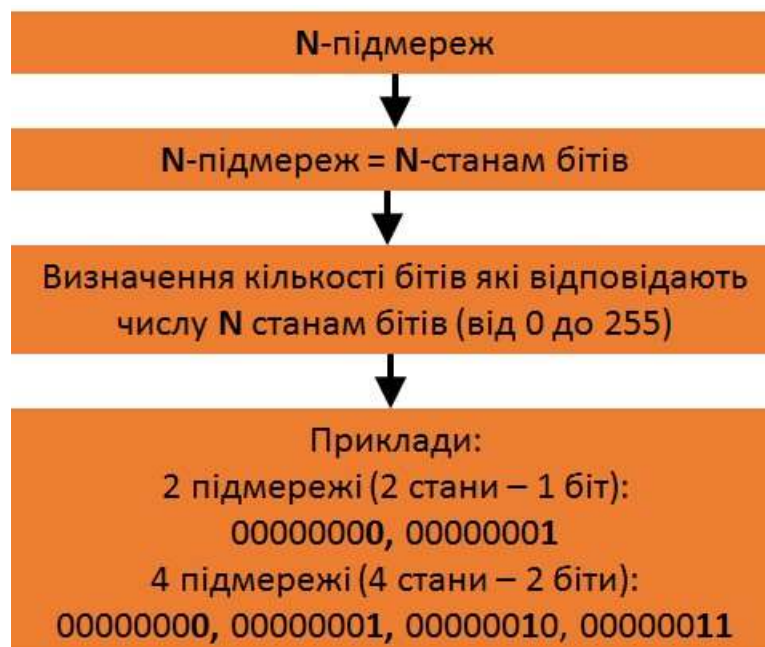 N-підмереж
N-підмереж = N-станам бітів
Визначення кількості бітів які відповідають
числу N станам бітів (від 0 до 255)
Приклади:
2 підмережі (2 стани – 1 біт):
00000000, 00000001
4 підмережі (4 стани – 2 біти):
00000000, 00000001, 00000010, 00000011